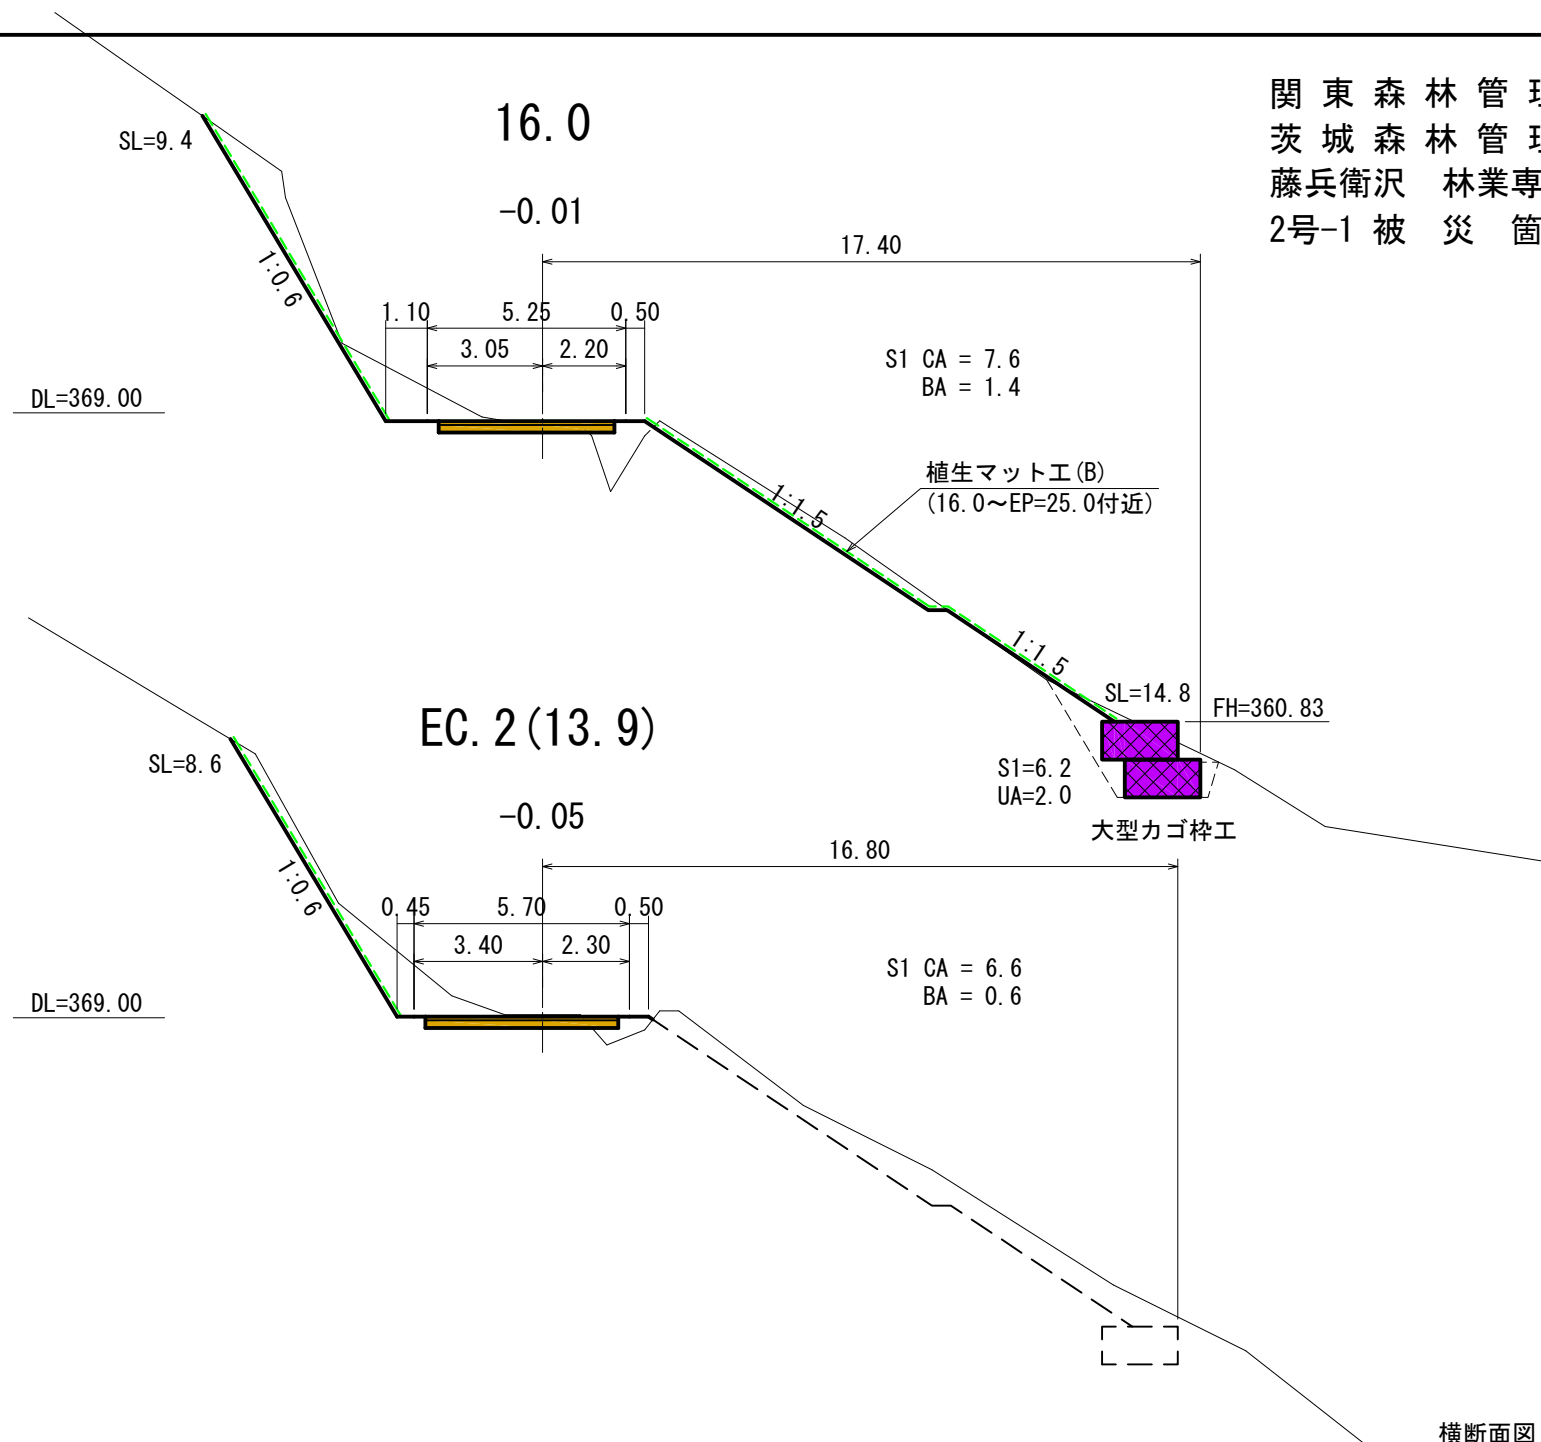 関東森林管
茨城森林管
藤兵衛沢　林業専
2号-1 被　災　箇
16.0
-0.01
SL=9.4
1:0.6
17.40
1.10 5.25 0.50
3.05 2.20
S1 CA = 7.6
BA = 1.4
DL=369.00
植生マット工(B)
(16.0～EP=25.0付近)
1:1.5
1:1.5
SL=14.8
FH=360.83
S1=6.2
UA=2.0
大型カゴ枠工
EC.2(13.9)
-0.05
SL=8.6
1:0.6
16.80
0.45 5.70 0.50
3.40 2.30
S1 CA = 6.6
BA = 0.6
DL=369.00
横断面図